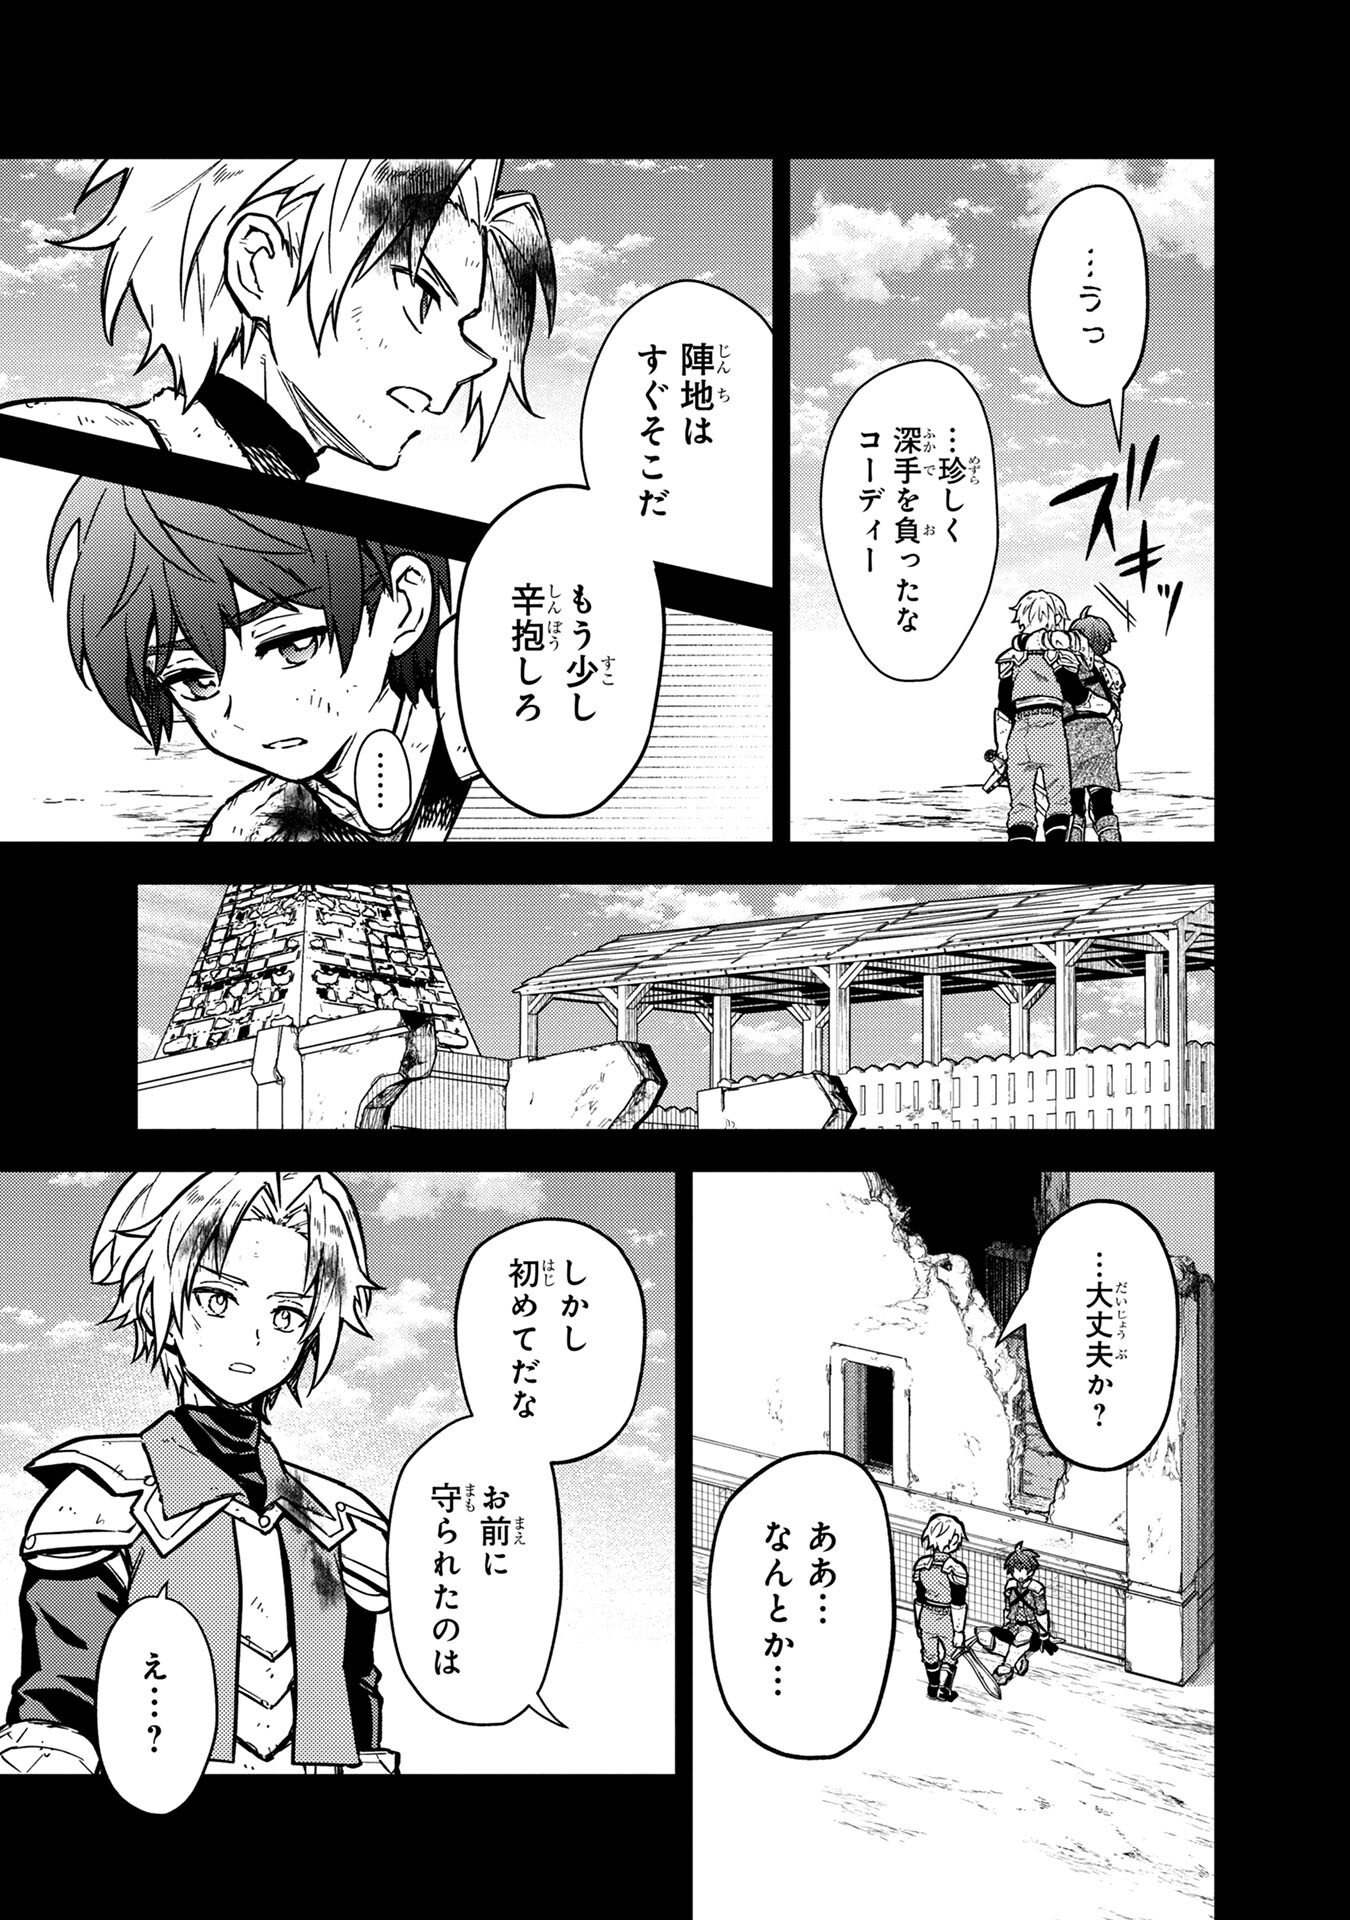 …うっ
ズキッ
…珍しく
深手を負ったな
コーディー
陣地は
すぐそこだ
もう少し
辛抱しろ
……
…大丈夫か?
ああ…
なんとか…
しかし
初めてだな
お前に
守られたのは
え…?